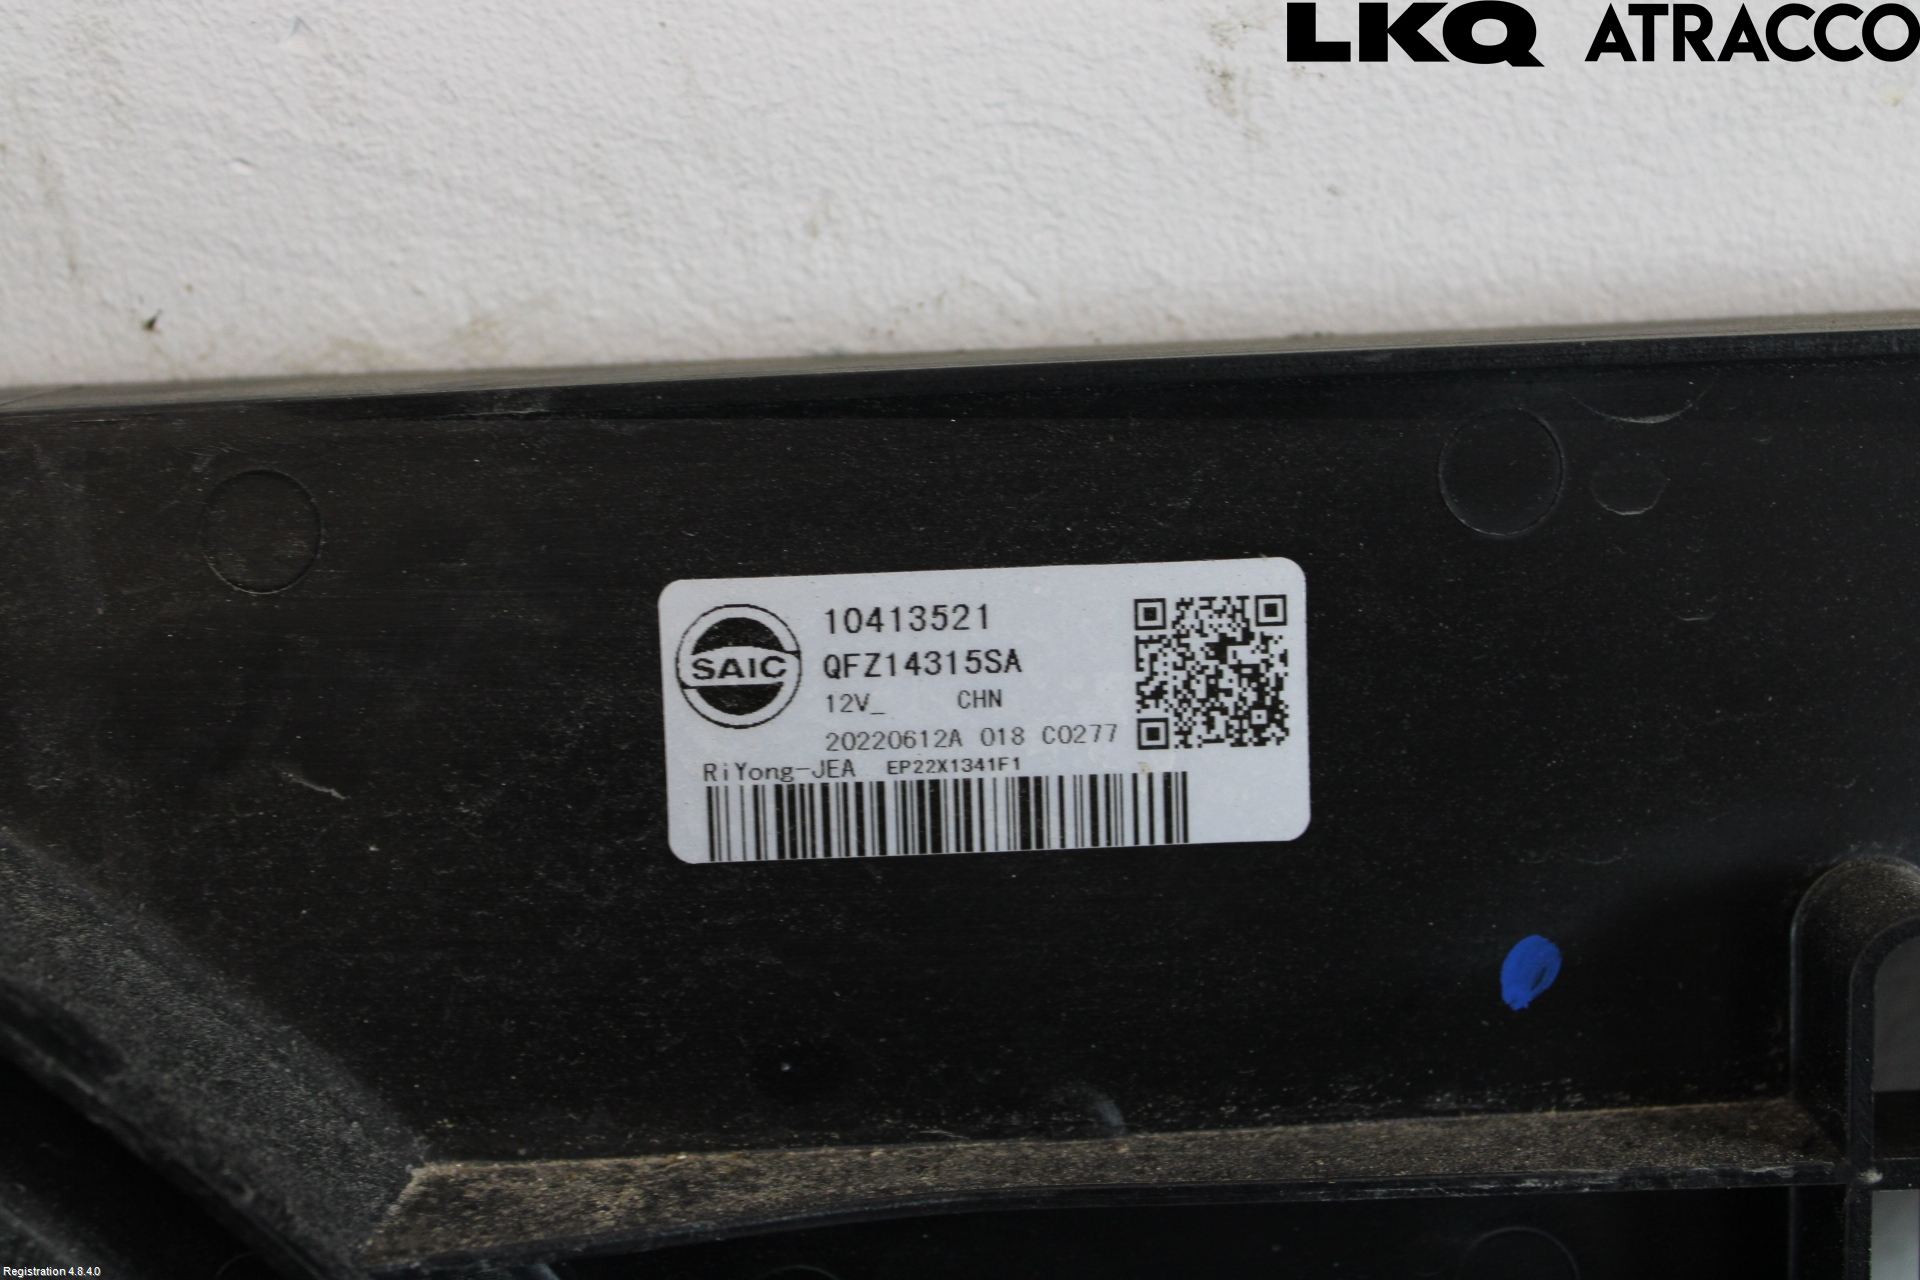 LKQ ATRACCO
SAIC
10413521
QFZ14315SA
12V_ CHN
20220612A 018 C0277
RiYong-JEA EP22X1341F1
Registration 4.8.4.0